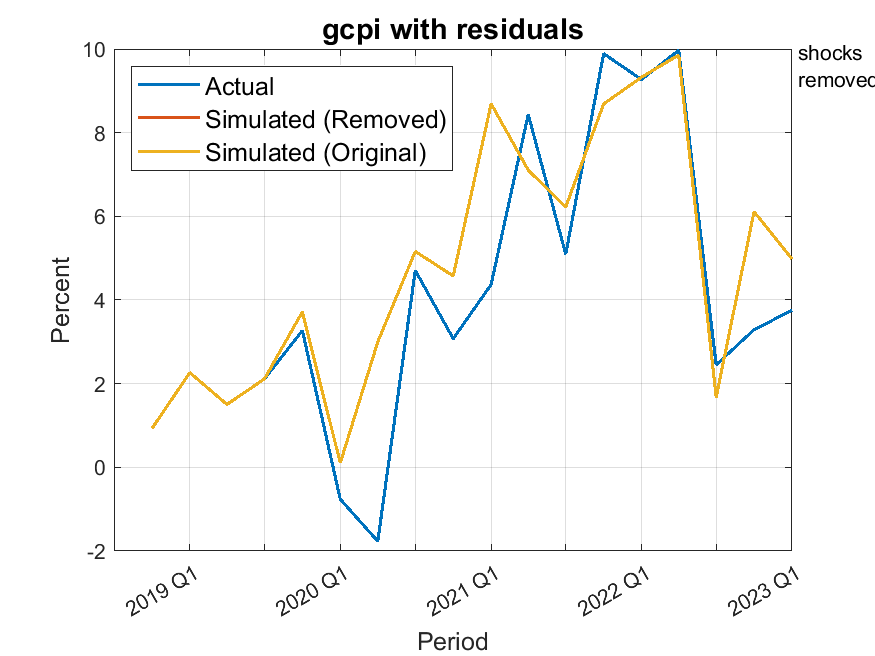 gcpi with residuals
shocks
removed
Actual
Simulated (Removed)
Simulated (Original)
10
8
6
4
2
0
-2
Percent
2019 Q1
2020 Q1
2021 Q1
2022 Q1
2023 Q1
Period